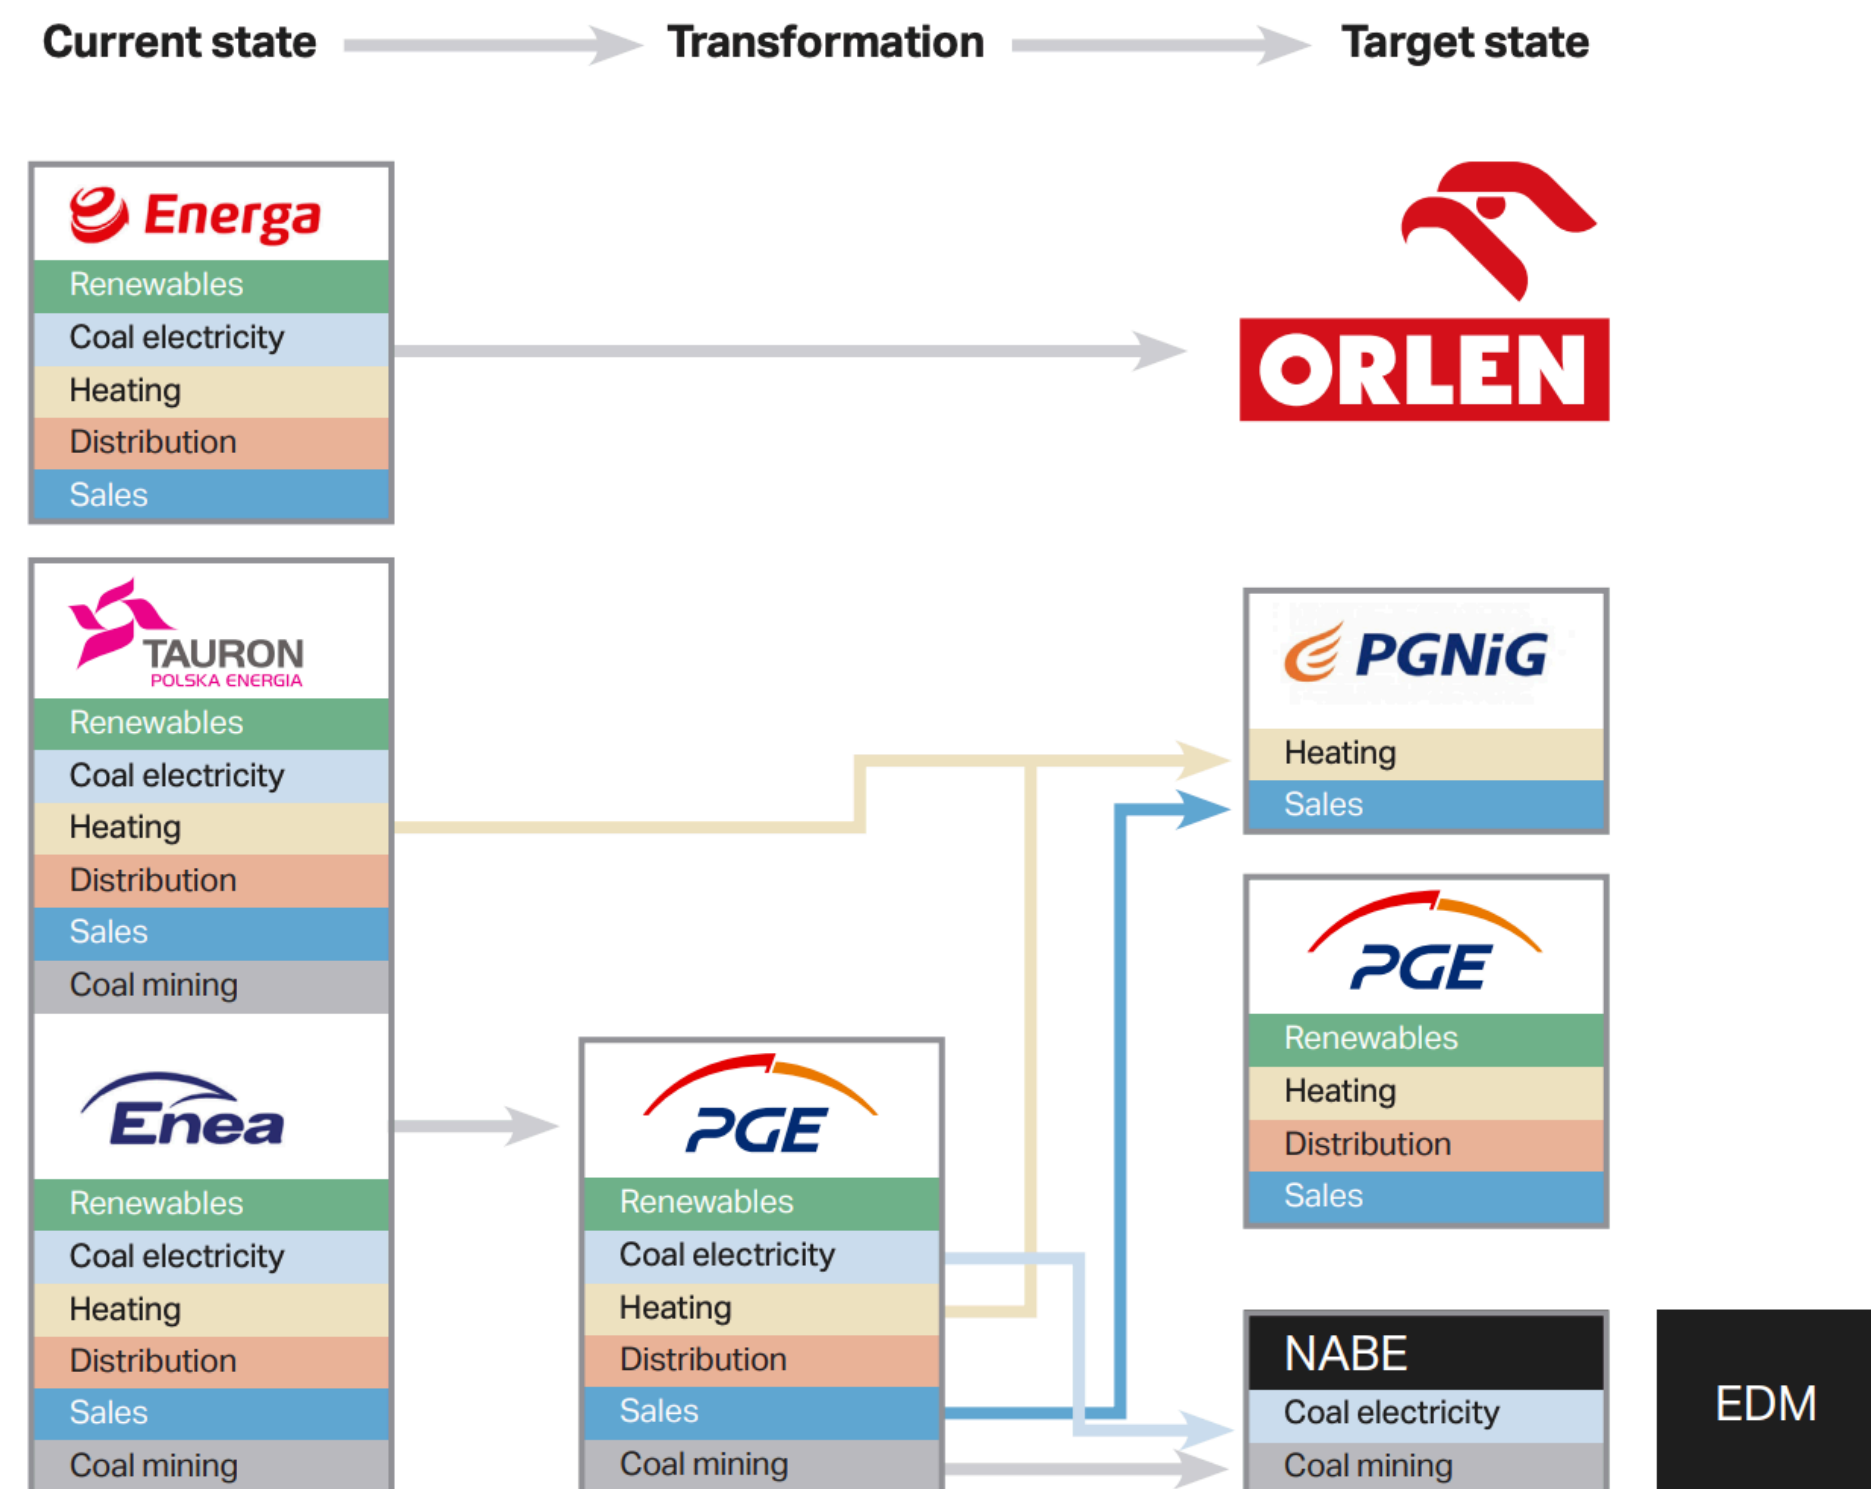 Current state
Transformation
Target state
Energa
Renewables
Coal electricity
Heating
Distribution
Sales
ORLEN
TAURON
POLSKA ENERGIA
Renewables
Coal electricity
Heating
Distribution
Sales
Coal mining
Enea
Renewables
Coal electricity
Heating
Distribution
Sales
Coal mining
PGE
Renewables
Coal electricity
Heating
Distribution
Sales
Coal mining
PGNiG
Heating
Sales
PGE
Renewables
Heating
Distribution
Sales
NABE
Coal electricity
Coal mining
EDM